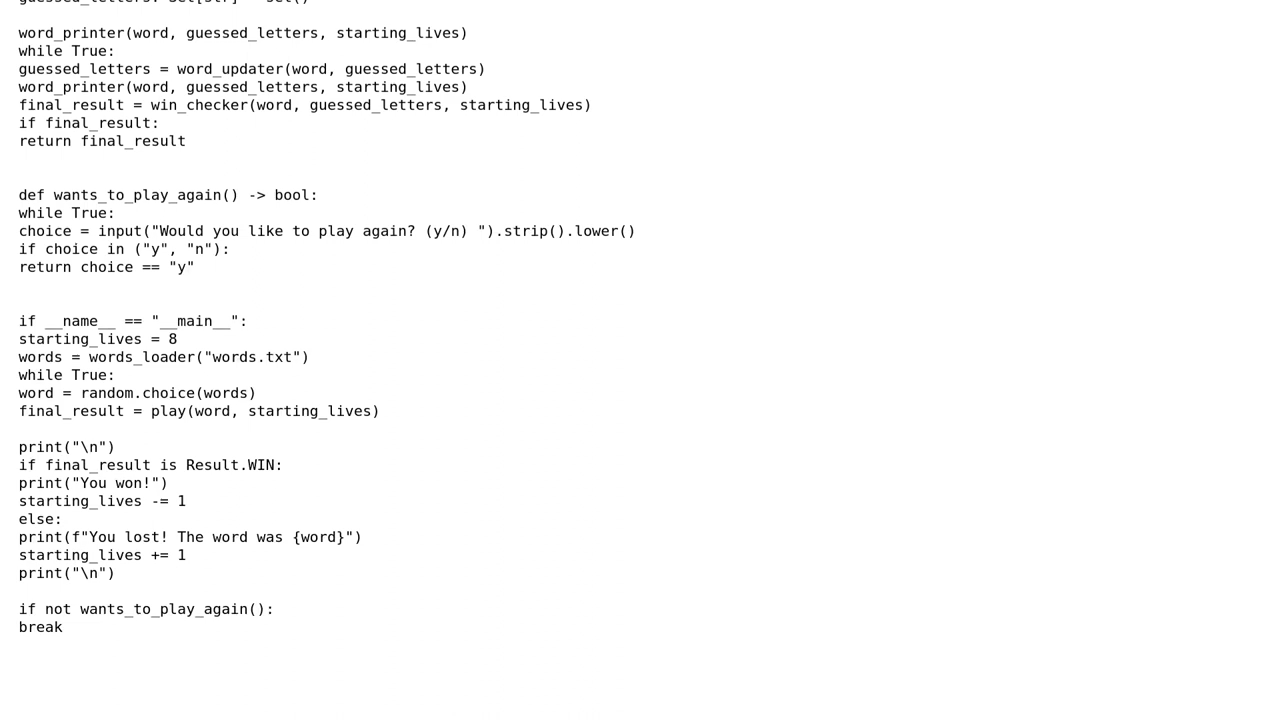 guessed_letters: Set[str] = set()

word_printer(word, guessed_letters, starting_lives)
while True:
guessed_letters = word_updater(word, guessed_letters)
word_printer(word, guessed_letters, starting_lives)
final_result = win_checker(word, guessed_letters, starting_lives)
if final_result:
return final_result


def wants_to_play_again() -> bool:
while True:
choice = input("Would you like to play again? (y/n) ").strip().lower()
if choice in ("y", "n"):
return choice == "y"


if __name__ == "__main__":
starting_lives = 8
words = words_loader("words.txt")
while True:
word = random.choice(words)
final_result = play(word, starting_lives)

print("\n")
if final_result is Result.WIN:
print("You won!")
starting_lives -= 1
else:
print(f"You lost! The word was {word}")
starting_lives += 1
print("\n")

if not wants_to_play_again():
break